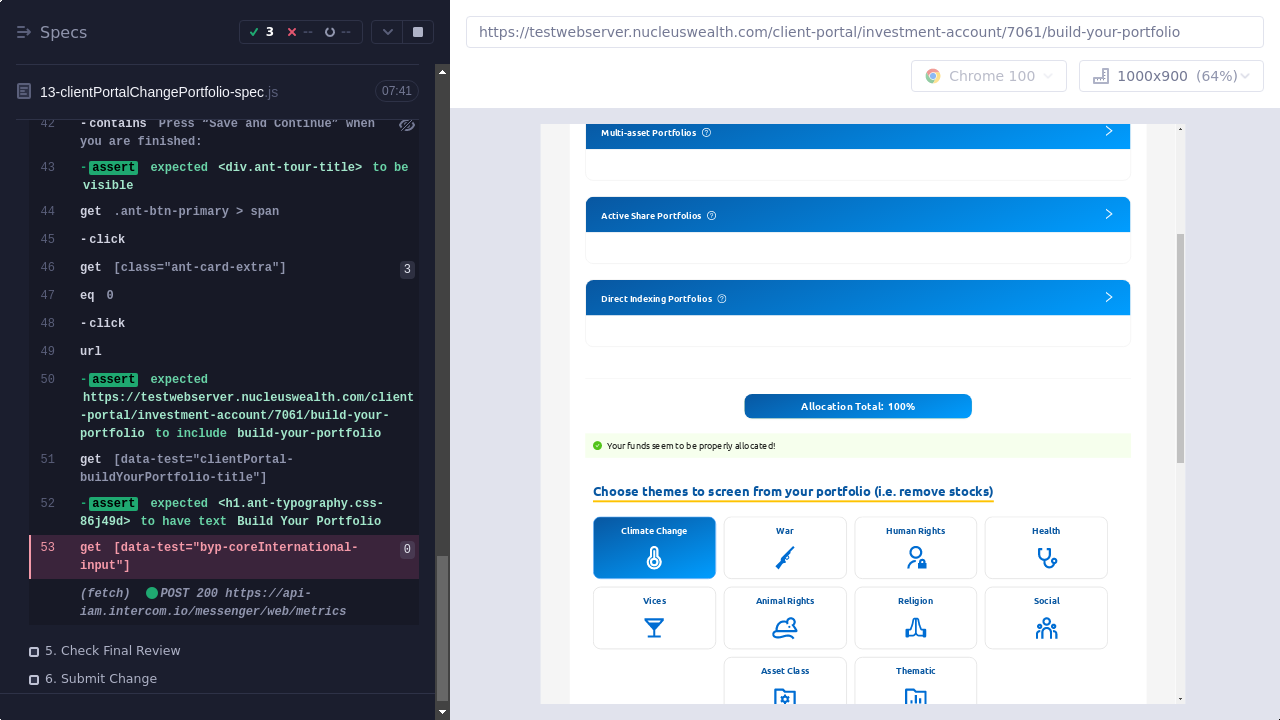 Specs
3 -- --
13-clientPortalChangePortfolio-spec.js 07:41
42 -contains Press “Save and Continue” when
you are finished:
43 -assert expected <div.ant-tour-title> to be
visible
44 get .ant-btn-primary > span
45 -click
46 get [class="ant-card-extra"] 3
47 eq 0
48 -click
49 url
50 -assert expected
https://testwebserver.nucleuswealth.com/client
-portal/investment-account/7061/build-your-
portfolio to include build-your-portfolio
51 get [data-test="clientPortal-
buildYourPortfolio-title"]
52 -assert expected <h1.ant-typography.css-
86j49d> to have text Build Your Portfolio
53 get [data-test="byp-coreInternational-
input"] 0
(fetch) POST 200 https://api-
iam.intercom.io/messenger/web/metrics
5. Check Final Review
6. Submit Change
https://testwebserver.nucleuswealth.com/client-portal/investment-account/7061/build-your-portfolio
Chrome 100
1000x900 (64%)
Multi-asset Portfolios
Active Share Portfolios
Direct Indexing Portfolios
Allocation Total: 100%
Your funds seem to be properly allocated!
Choose themes to screen from your portfolio (i.e. remove stocks)
Climate Change War Human Rights Health
Vices Animal Rights Religion Social
Asset Class Thematic